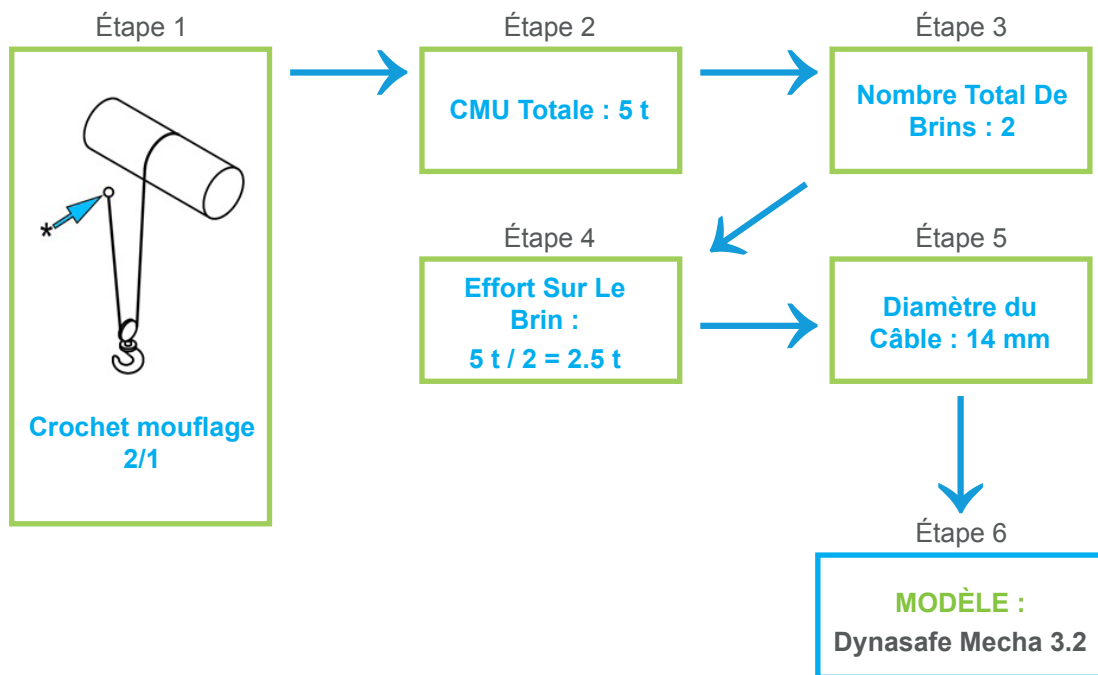 Étape 1
*
Crochet mouflage
2/1
Étape 2
CMU Totale : 5 t
Étape 3
Nombre Total De
Brins : 2
Étape 4
Effort Sur Le
Brin :
5 t / 2 = 2.5 t
Étape 5
Diamètre du
Câble : 14 mm
Étape 6
MODÈLE :
Dynasafe Mecha 3.2